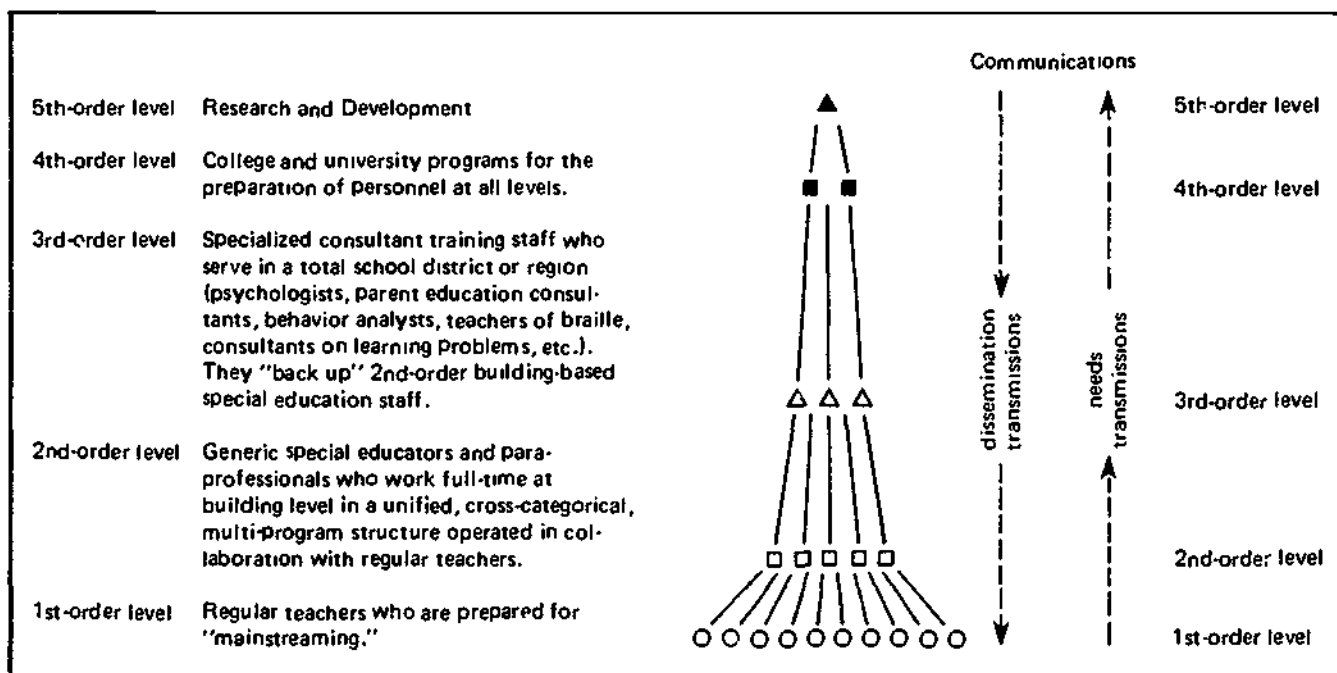 Communications
5th-order level Research and Development 5th-order level
4th-order level College and university programs for the 4th-order level
preparation of personnel at all levels.
3rd-order level Specialized consultant training staff who
serve in a total school district or region
(psychologists, parent education consul-
tants, behavior analysts, teachers of braille,
consultants on learning problems, etc.).
They "back up" 2nd-order building-based
special education staff.
3rd-order level
dissemination
transmissions
needs
transmissions
2nd-order level Generic special educators and para-
professionals who work full-time at
building level in a unified, cross-categorical,
multi-program structure operated in col-
laboration with regular teachers.
2nd-order level
1st-order level Regular teachers who are prepared for
"mainstreaming."
1st-order level